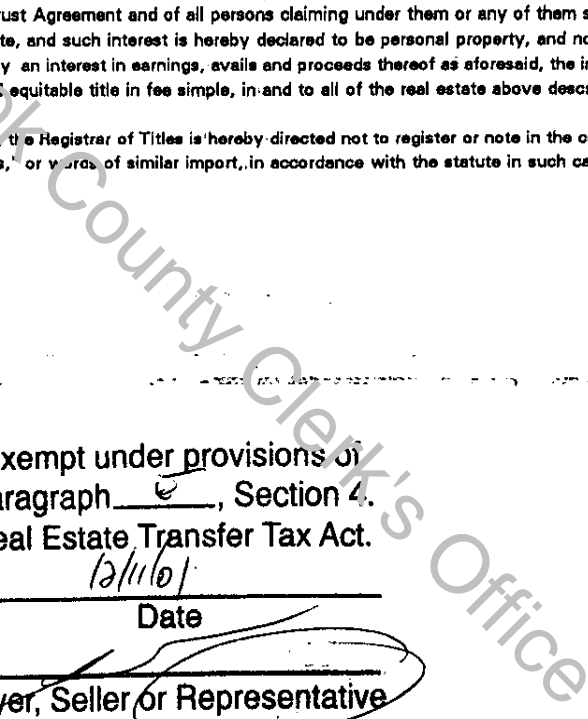 rust Agreement and of all persons claiming under them or any of them s
te, and such interest is hereby declared to be personal property, and no
y an interest in earnings, avails and proceeds thereof as aforesaid, the i
equitable title in fee simple, in and to all of the real estate above desc
the Registrar of Titles is hereby directed not to register or note in the c
s," or words of similar import, in accordance with the statute in such ca
k County Clerk's Office
xempt under provisions of
aragraph , Section 4.
eal Estate Transfer Tax Act.
12/11/01
Date
yer, Seller or Representative